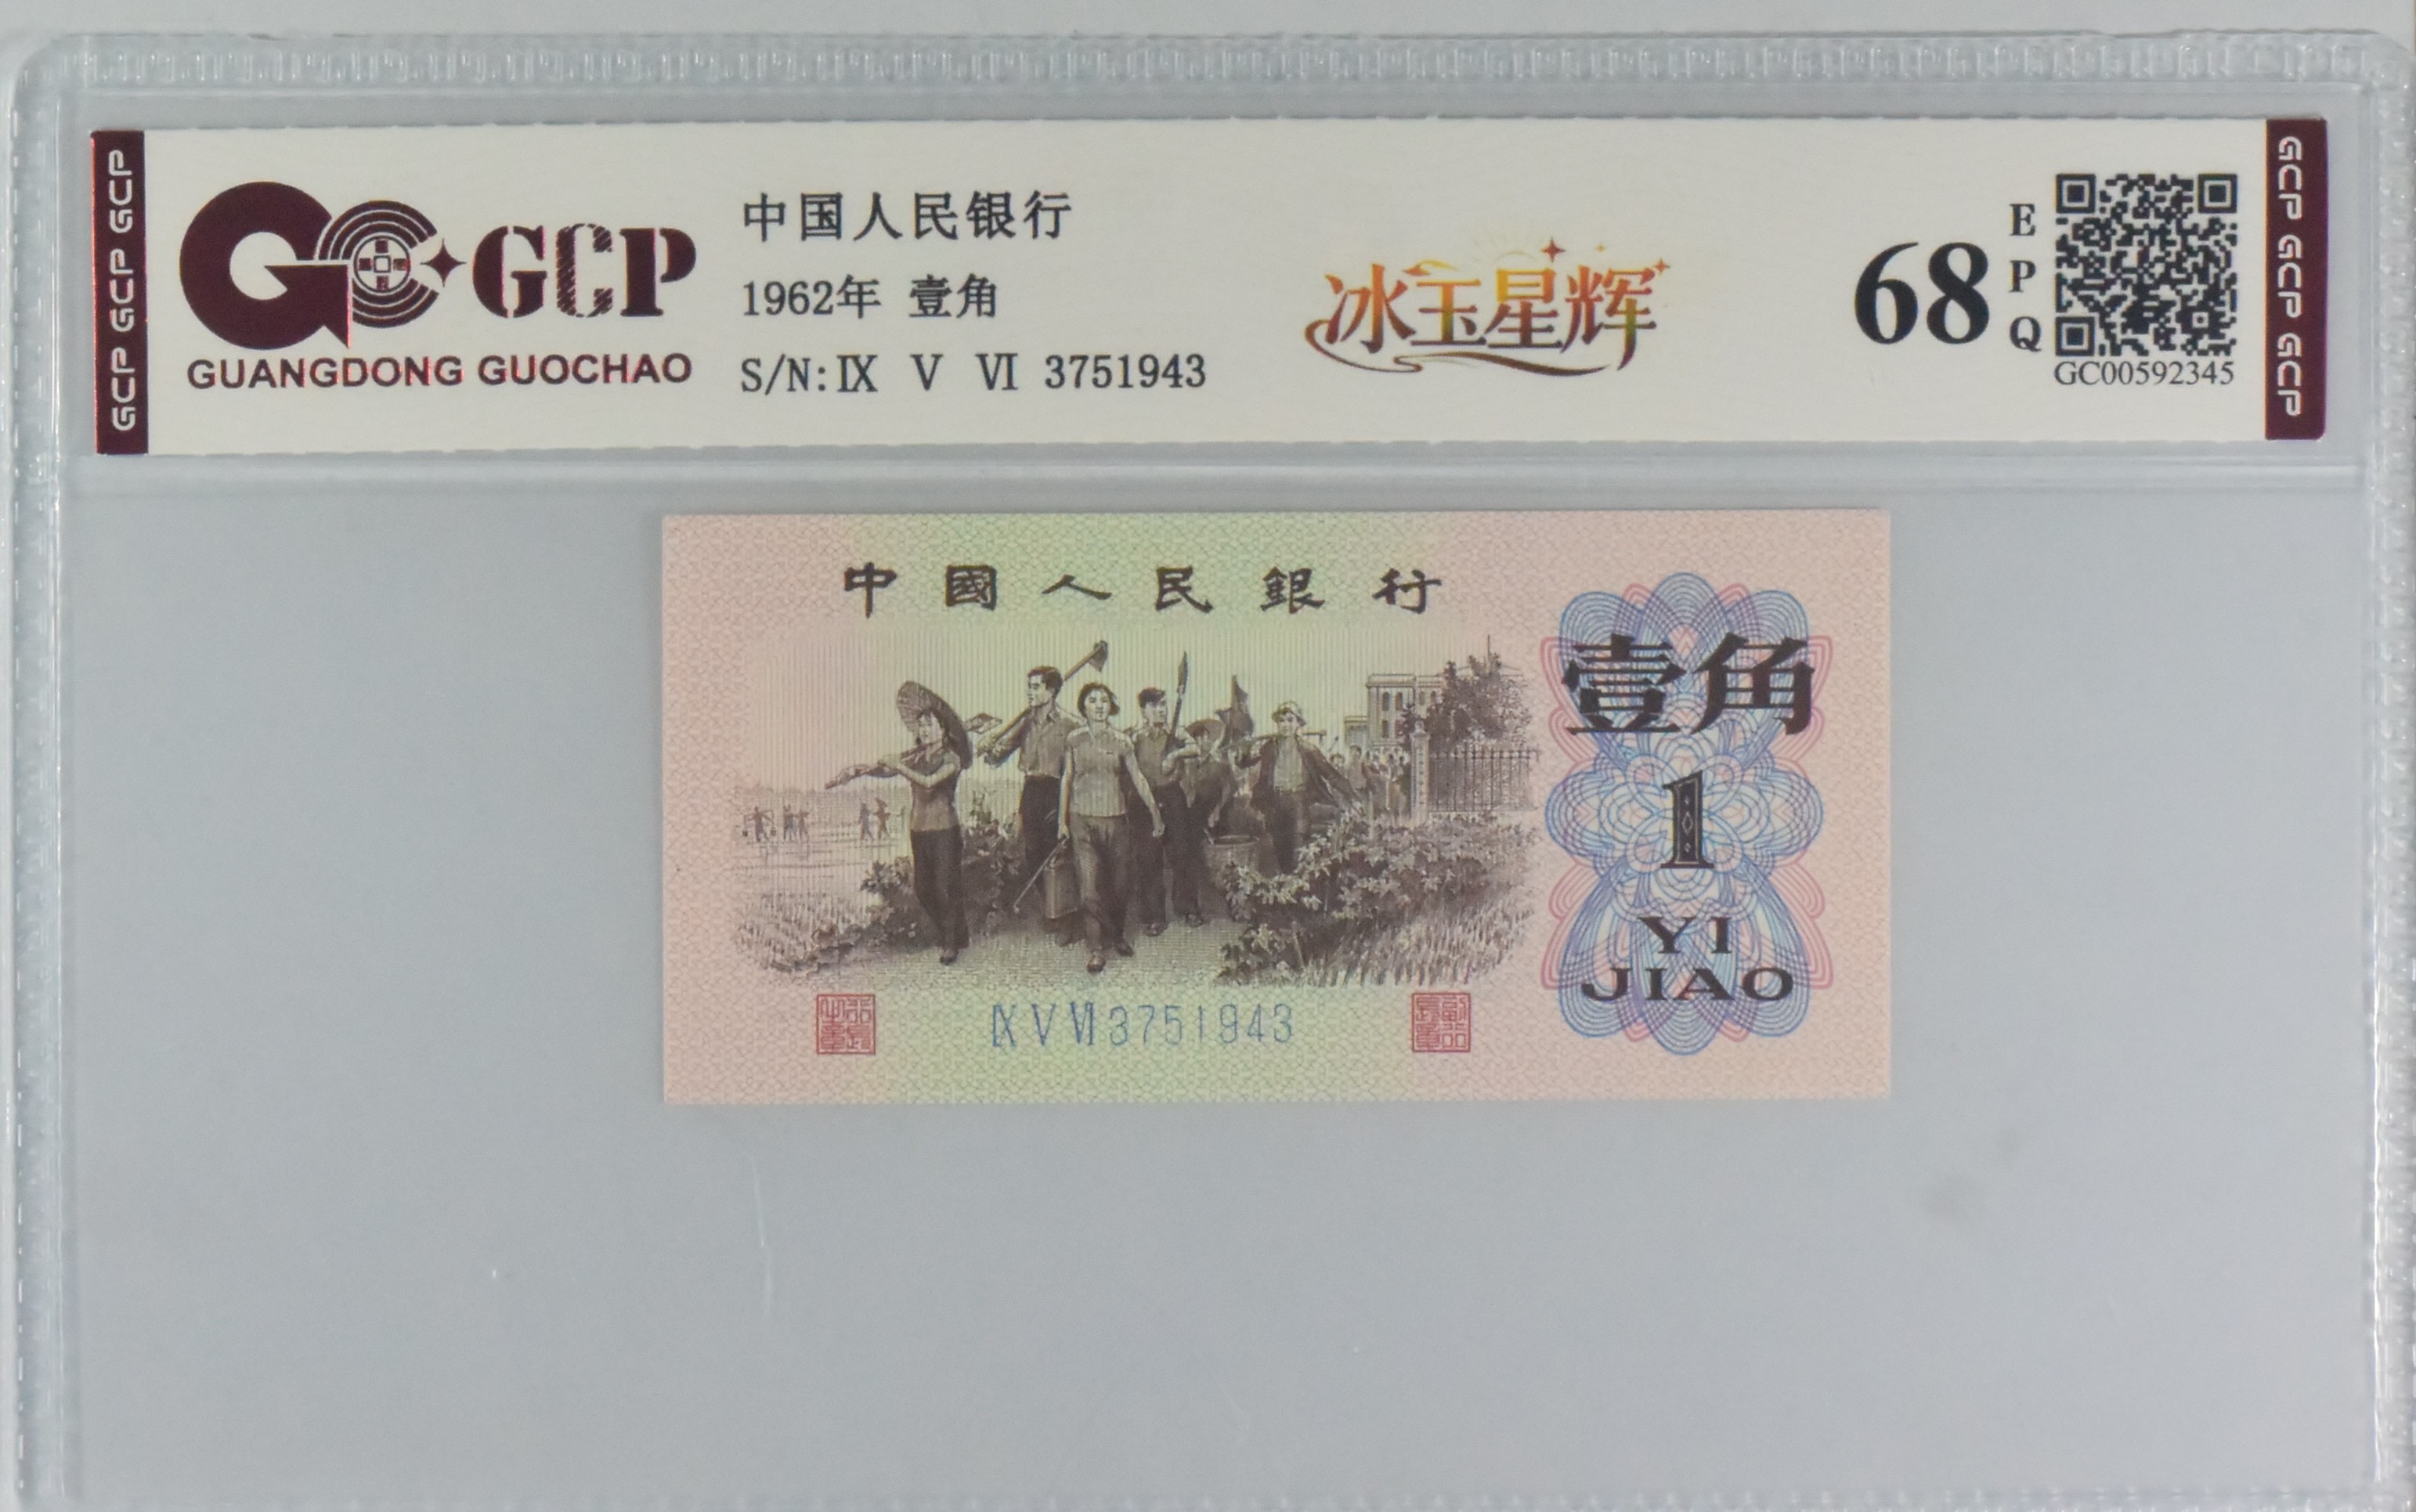 GCP GCP GCP
GCP
GUANGDONG GUOCHAO
中国人民银行
1962年 壹角
S/N:IX V VI 3751943
冰玉星辉
68
EPQ
GC00592345
GCP GCP GCP
中國人民銀行
壹角
1
YI
JIAO
IX V VI 3751943